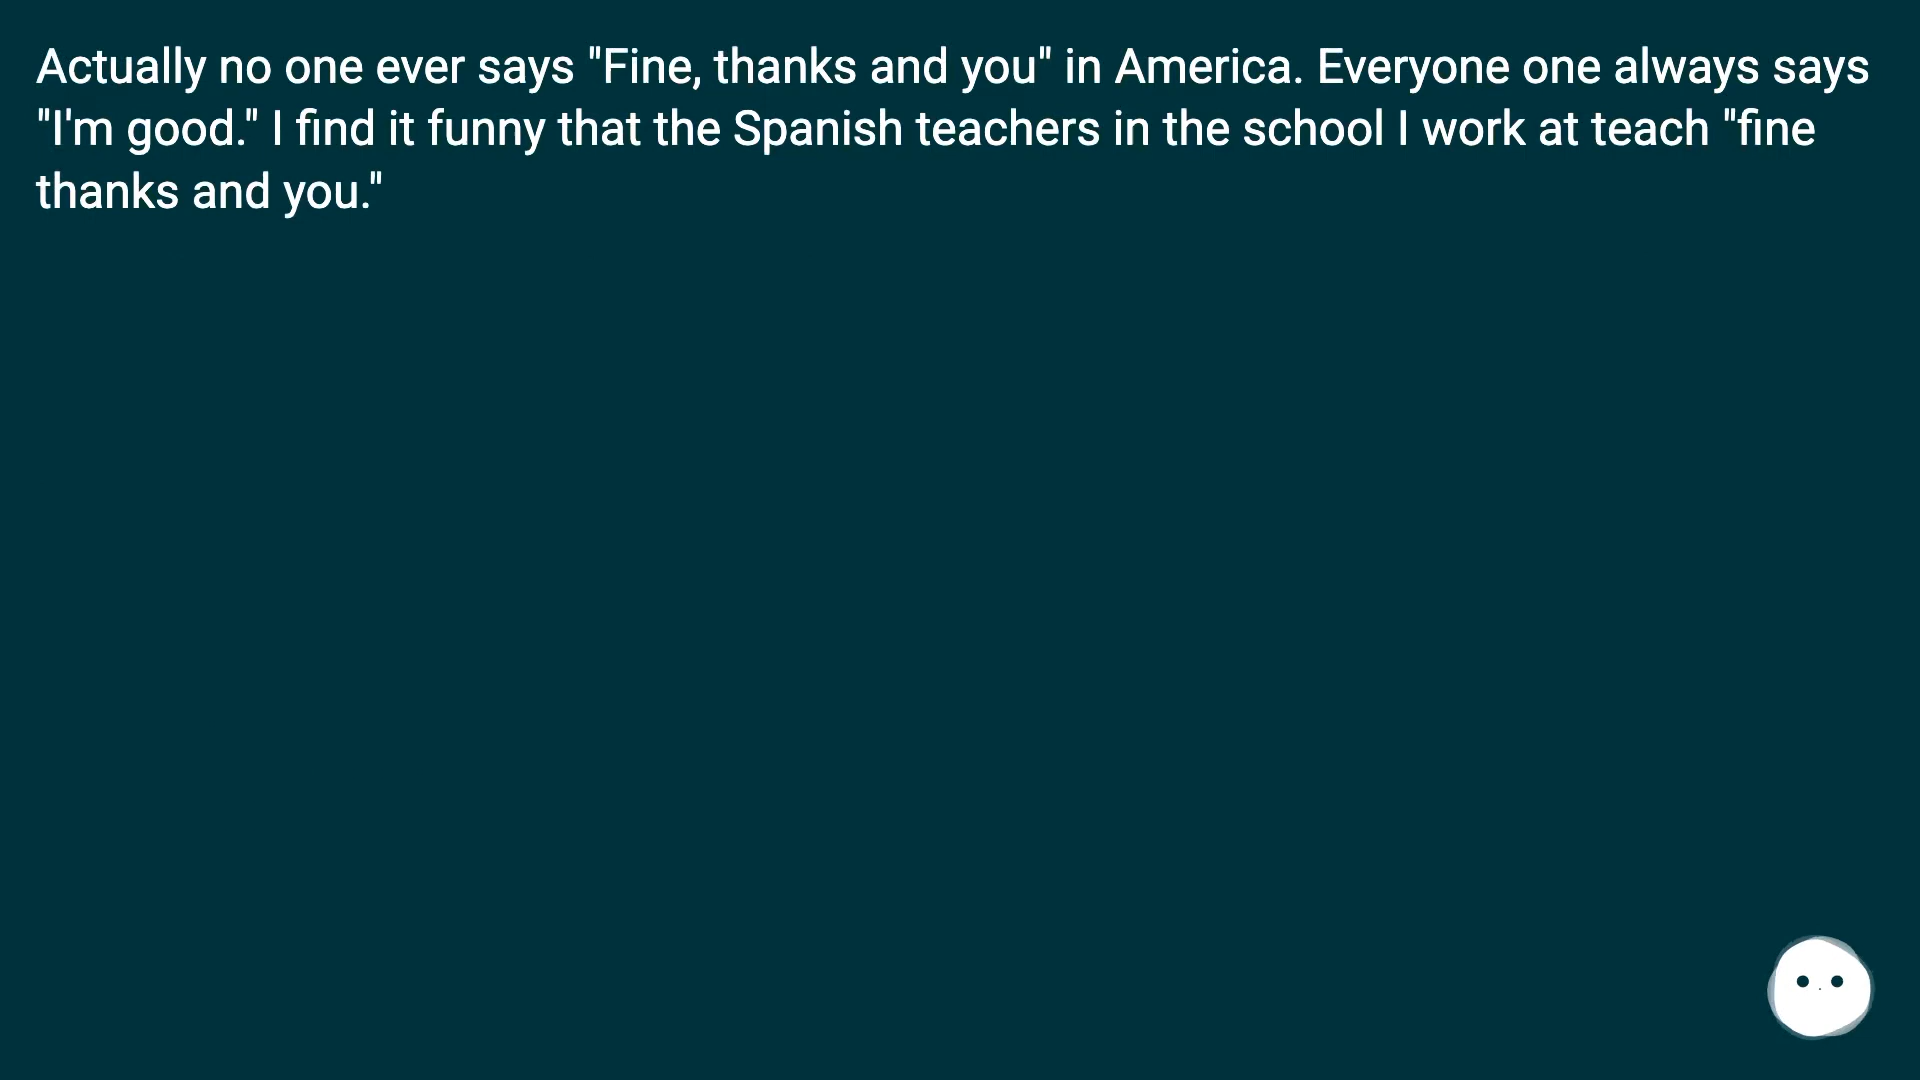 Actually no one ever says "Fine, thanks and you" in America. Everyone one always says
"I'm good." I find it funny that the Spanish teachers in the school I work at teach "fine
thanks and you."